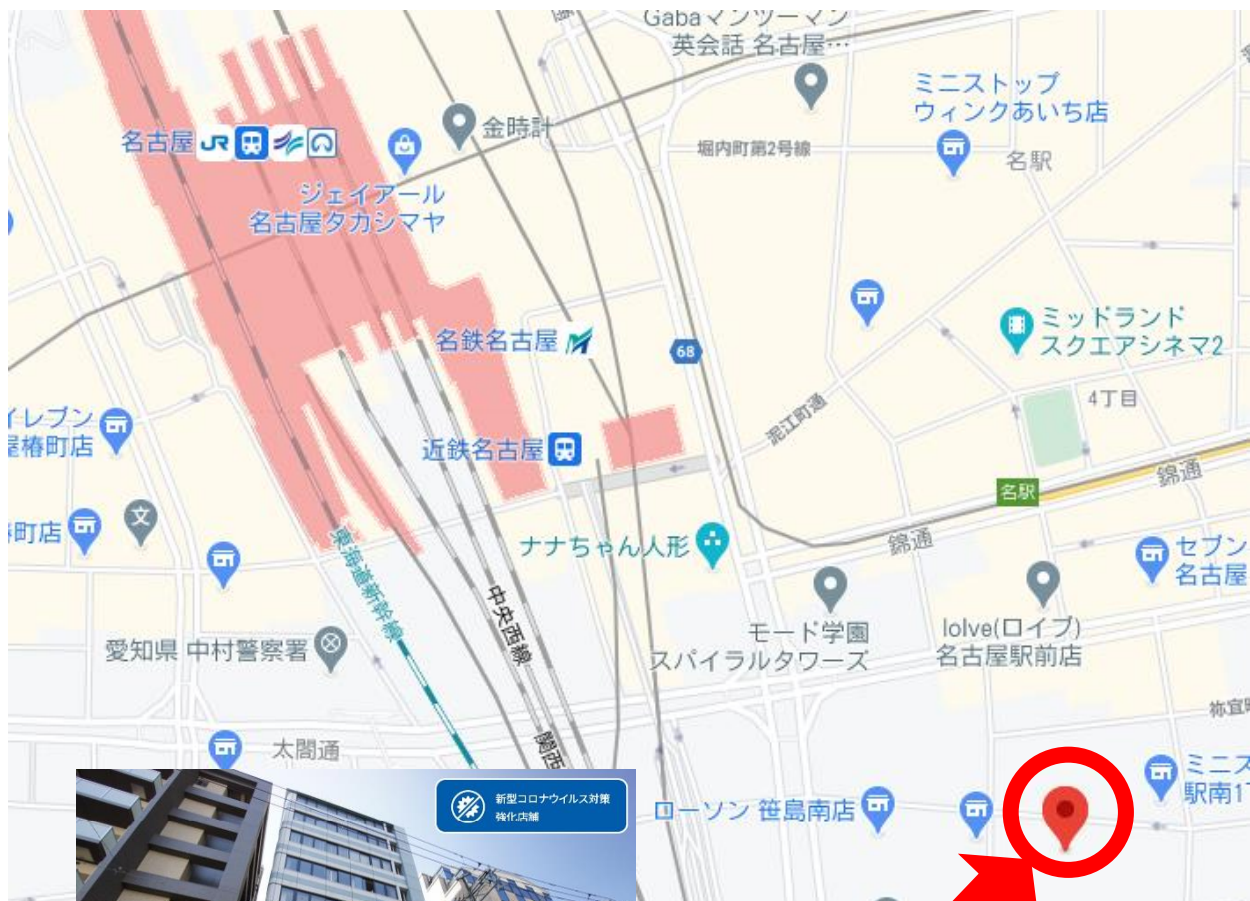 Gabaマンツーマン
英会話 名古屋…
ミニストップ
ウィンクあいち店
名古屋
JR
金時計
堀内町第2号線
名駅
ジェイアール
名古屋タカシマヤ
ミッドランド
スクエアシネマ2
名鉄名古屋
68
4丁目
イレブン
屋椿町店
泥江町通
近鉄名古屋
錦通
名駅
町店
文
ナナちゃん人形
錦通
セブン
名古屋
東海道新幹線
中央西線
モード学園
スパイラルタワーズ
lolve(ロイブ)
名古屋駅前店
愛知県 中村警察署
祢宜町
太閤通
関西
ミニス
駅南1丁
ローソン 笹島南店
新型コロナウイルス対策
強化店舗